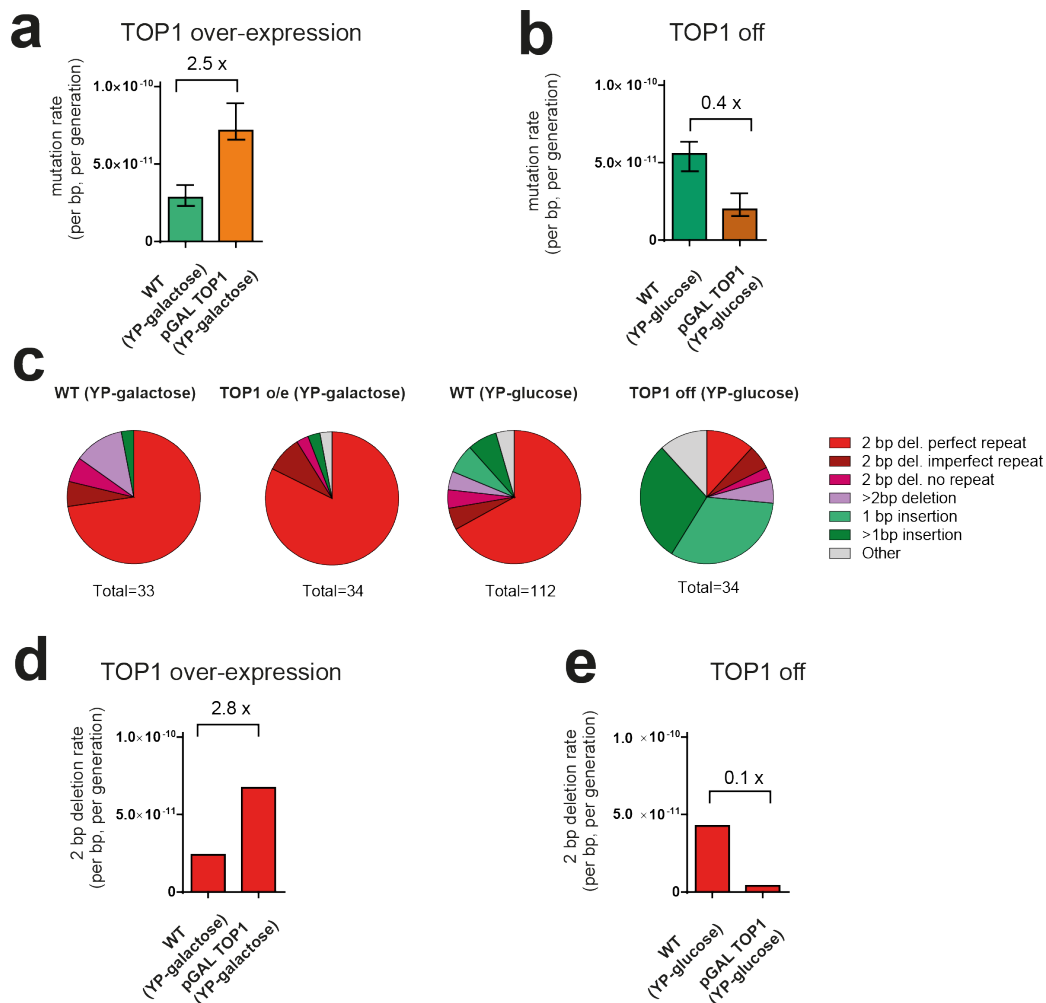 a
TOP1 over-expression
2.5 x
mutation rate
(per bp, per generation)
1.0×10⁻¹⁰
5.0×10⁻¹¹
0
WT
(YP-galactose)
pGAL TOP1
(YP-galactose)
b
TOP1 off
0.4 x
mutation rate
(per bp, per generation)
1.0×10⁻¹⁰
5.0×10⁻¹¹
0
WT
(YP-glucose)
pGAL TOP1
(YP-glucose)
c
WT (YP-galactose)
TOP1 o/e (YP-galactose)
WT (YP-glucose)
TOP1 off (YP-glucose)
2 bp del. perfect repeat
2 bp del. imperfect repeat
2 bp del. no repeat
>2bp deletion
1 bp insertion
>1bp insertion
Other
Total=33
Total=34
Total=112
Total=34
d
TOP1 over-expression
2.8 x
2 bp deletion rate
(per bp, per generation)
1.0×10⁻¹⁰
5.0×10⁻¹¹
0
WT
(YP-galactose)
pGAL TOP1
(YP-galactose)
e
TOP1 off
0.1 x
2 bp deletion rate
(per bp, per generation)
1.0 ×10⁻¹⁰
5.0 ×10⁻¹¹
0
WT
(YP-glucose)
pGAL TOP1
(YP-glucose)